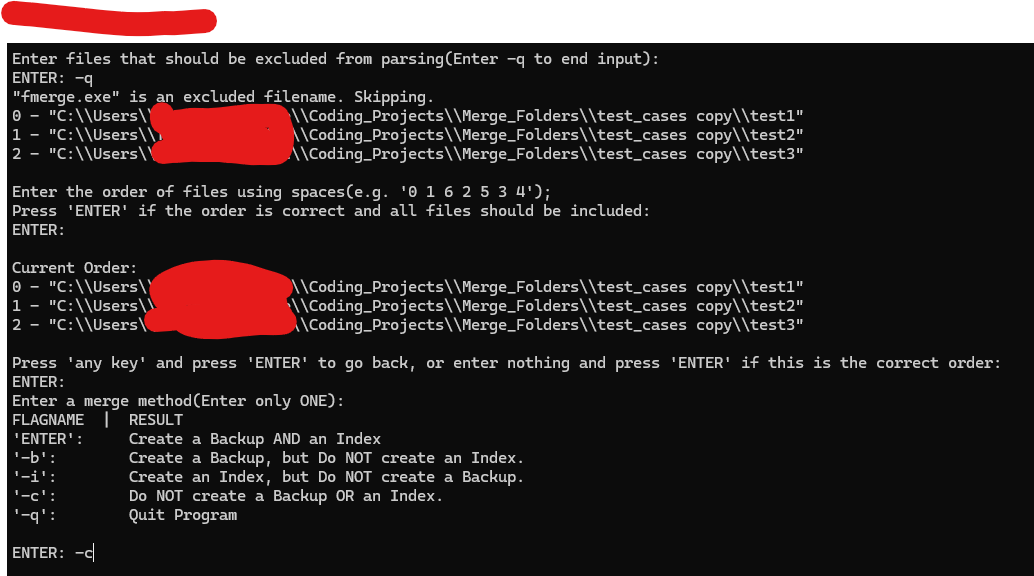 Enter files that should be excluded from parsing(Enter -q to end input):
ENTER: -q
"fmerge.exe" is an excluded filename. Skipping.
0 - "C:\\Users\\ \\Coding_Projects\\Merge_Folders\\test_cases copy\\test1"
1 - "C:\\Users\\ \\Coding_Projects\\Merge_Folders\\test_cases copy\\test2"
2 - "C:\\Users\\ \\Coding_Projects\\Merge_Folders\\test_cases copy\\test3"
Enter the order of files using spaces(e.g. '0 1 6 2 5 3 4');
Press 'ENTER' if the order is correct and all files should be included:
ENTER:
Current Order:
0 - "C:\\Users\\ \\Coding_Projects\\Merge_Folders\\test_cases copy\\test1"
1 - "C:\\Users\\ \\Coding_Projects\\Merge_Folders\\test_cases copy\\test2"
2 - "C:\\Users\\ \\Coding_Projects\\Merge_Folders\\test_cases copy\\test3"
Press 'any key' and press 'ENTER' to go back, or enter nothing and press 'ENTER' if this is the correct order:
ENTER:
Enter a merge method(Enter only ONE):
FLAGNAME | RESULT
'ENTER': Create a Backup AND an Index
'-b': Create a Backup, but Do NOT create an Index.
'-i': Create an Index, but Do NOT create a Backup.
'-c': Do NOT create a Backup OR an Index.
'-q': Quit Program
ENTER: -c